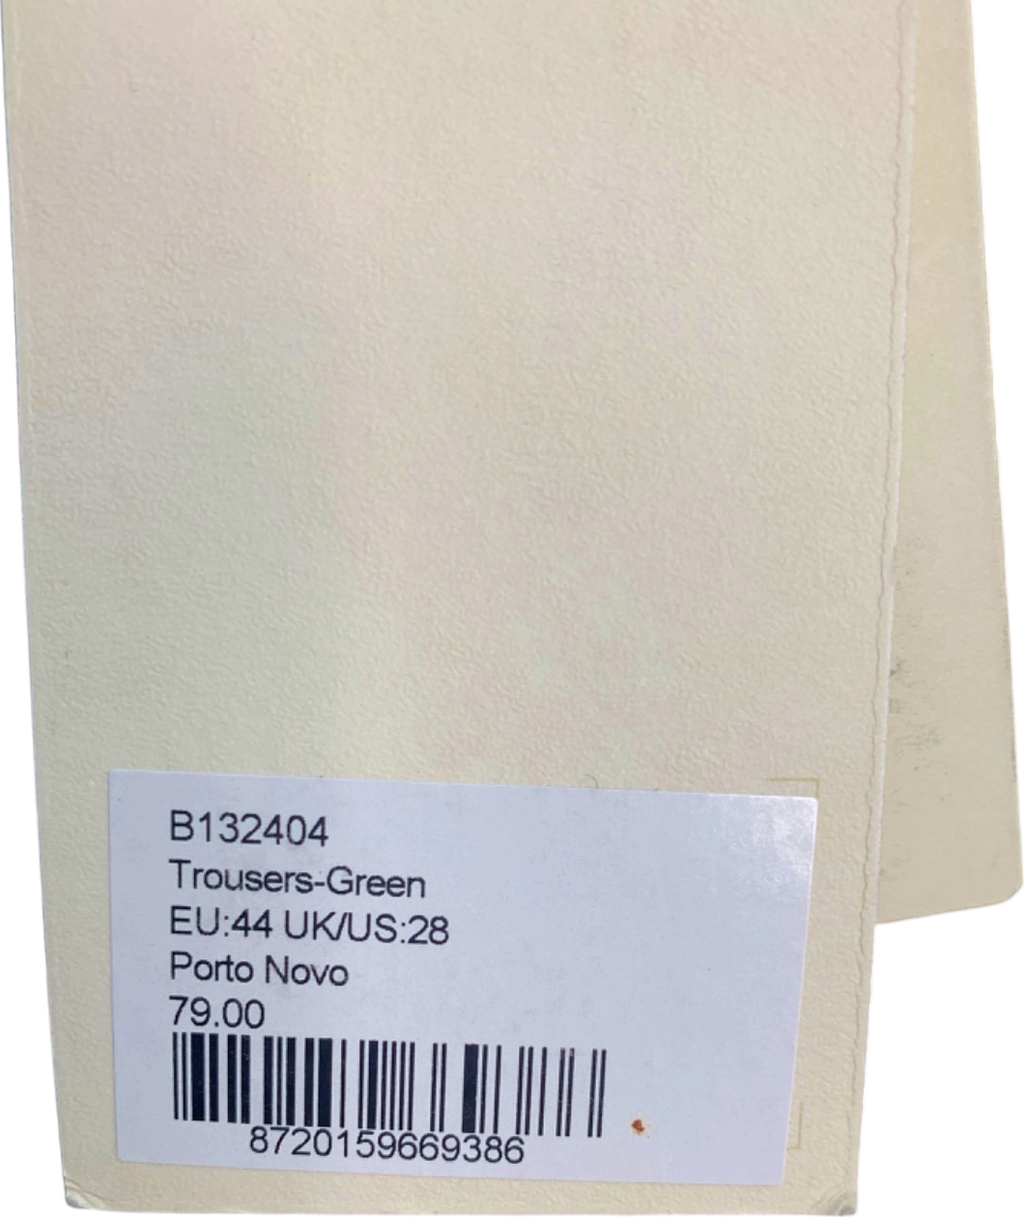 B132404
Trousers-Green
EU:44 UK/US:28
Porto Novo
79.00
8720159669386